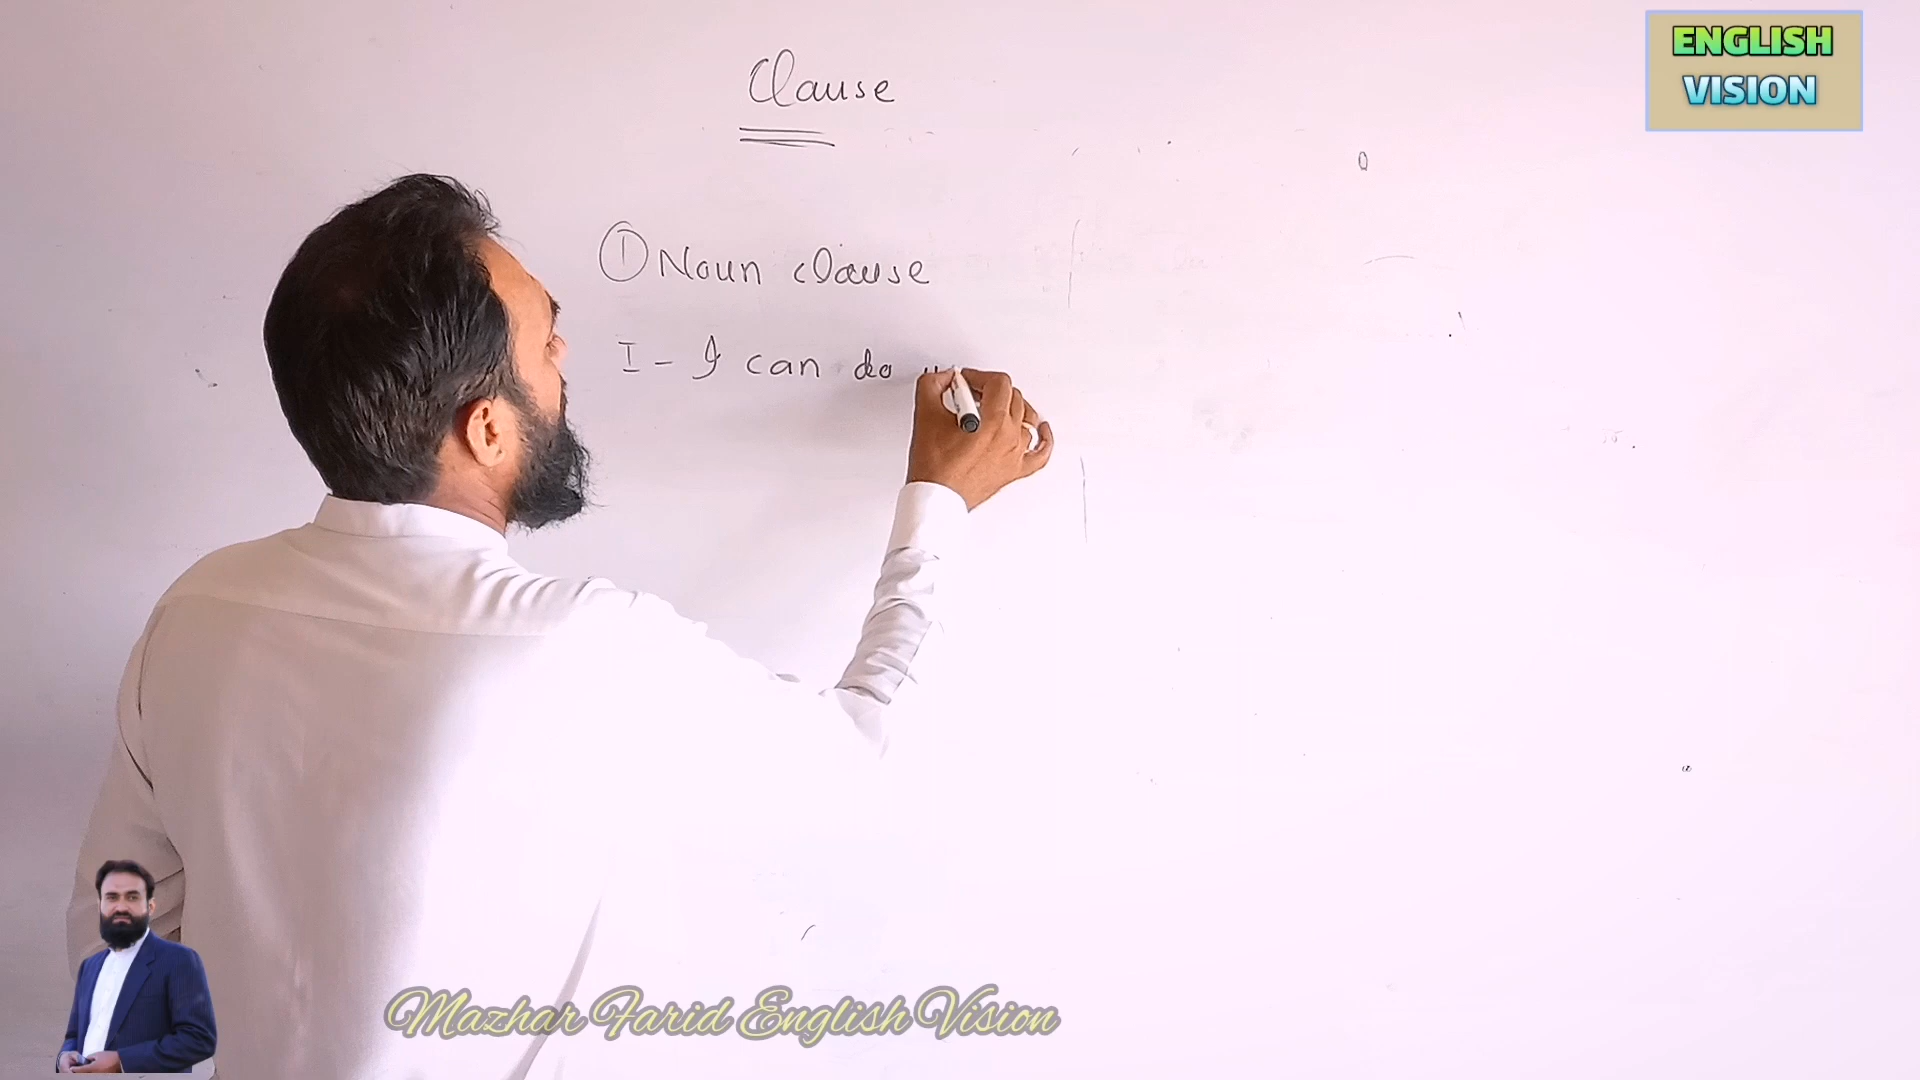 Clause
① Noun clause
I - I can do
ENGLISH
VISION
Mazhar Farid English Vision